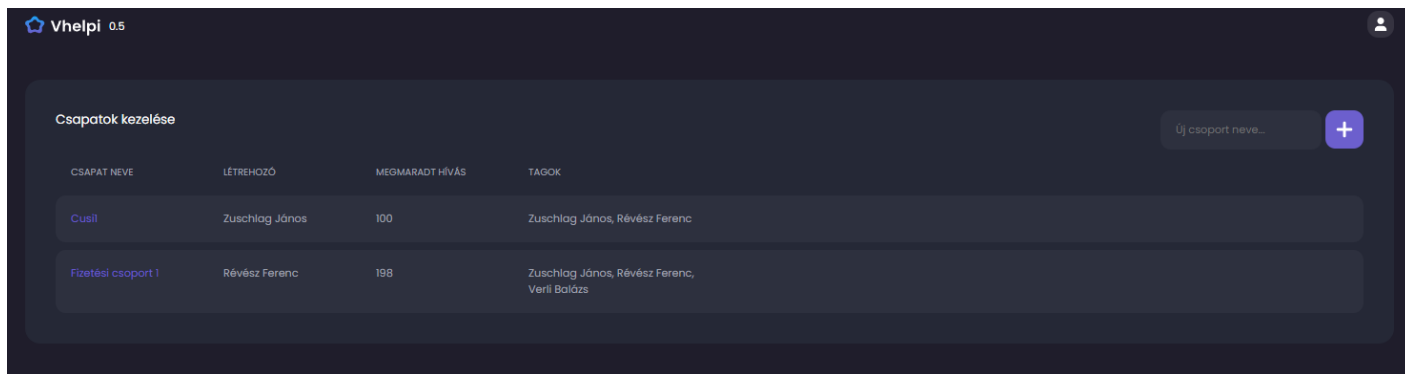 Vhelpi 0.5
Csapatok kezelése
Új csoport neve...
CSAPAT NEVE LÉTREHOZÓ MEGMARADT HÍVÁS TAGOK
Cusi1 Zuschlag János 100 Zuschlag János, Révész Ferenc
Fizetési csoport 1 Révész Ferenc 198 Zuschlag János, Révész Ferenc,
Verli Balázs